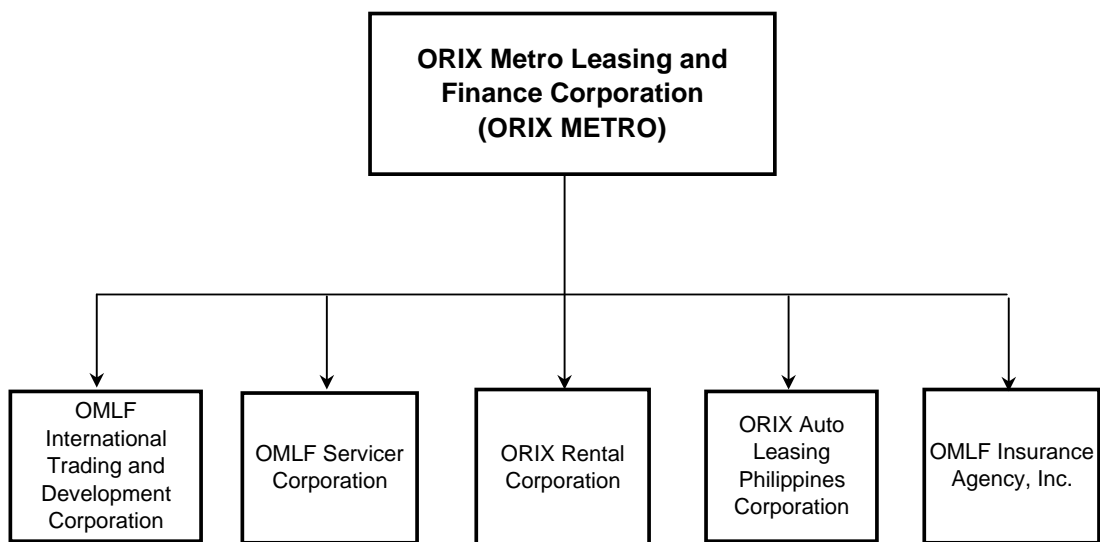 ORIX Metro Leasing and
Finance Corporation
(ORIX METRO)
OMLF
International
Trading and
Development
Corporation
OMLF Servicer
Corporation
ORIX Rental
Corporation
ORIX Auto
Leasing
Philippines
Corporation
OMLF Insurance
Agency, Inc.